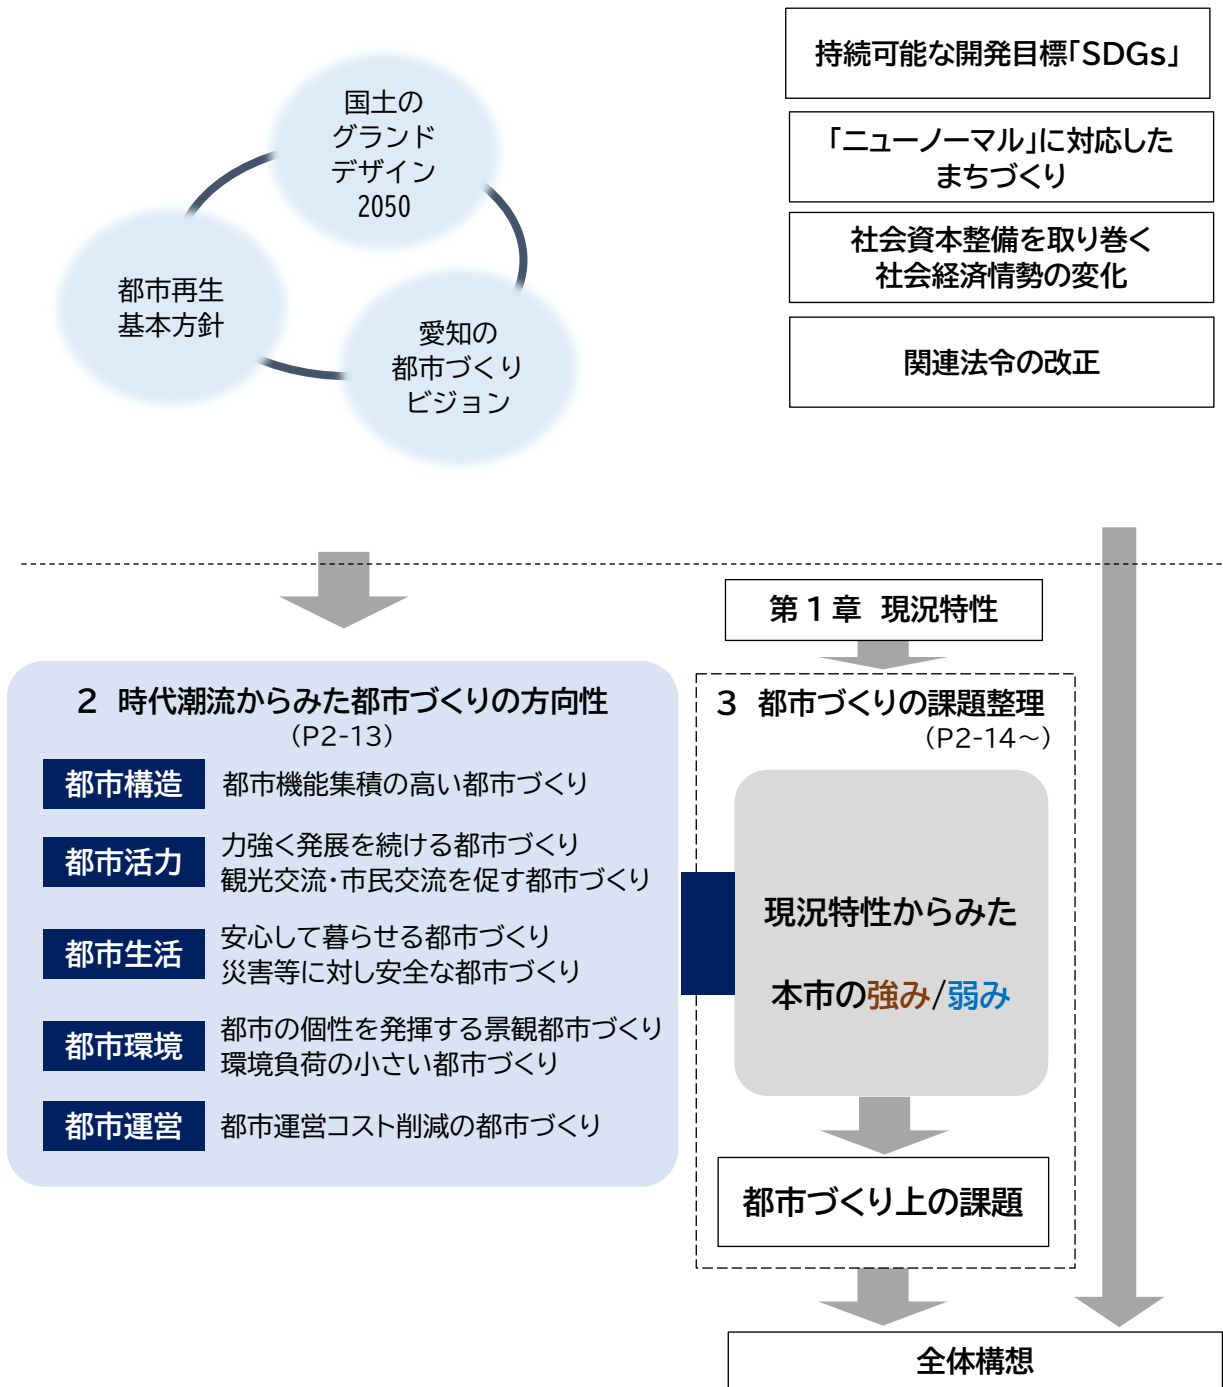 国土の
グランド
デザイン
2050
都市再生
基本方針
愛知の
都市づくり
ビジョン
持続可能な開発目標「SDGs」
「ニューノーマル」に対応した
まちづくり
社会資本整備を取り巻く
社会経済情勢の変化
関連法令の改正
第1章 現況特性
2 時代潮流からみた都市づくりの方向性
(P2-13)
都市構造 都市機能集積の高い都市づくり
都市活力
力強く発展を続ける都市づくり
観光交流・市民交流を促す都市づくり
都市生活
安心して暮らせる都市づくり
災害等に対し安全な都市づくり
都市環境
都市の個性を発揮する景観都市づくり
環境負荷の小さい都市づくり
都市運営 都市運営コスト削減の都市づくり
3 都市づくりの課題整理
(P2-14~)
現況特性からみた
本市の強み/弱み
都市づくり上の課題
全体構想